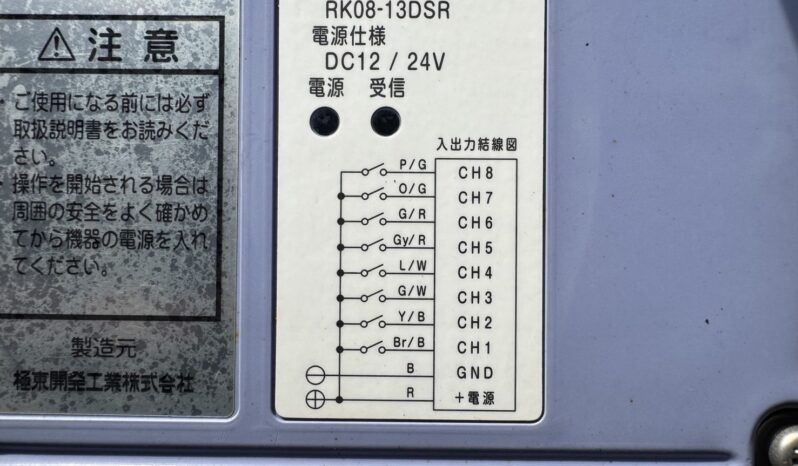 注意
・ご使用になる前には必ず
取扱説明書をお読みくだ
さい。
・操作を開始される場合は
周囲の安全をよく確かめ
てから機器の電源を入れ
てください。
製造元
極東開発工業株式会社
RK08-13DSR
電源仕様
DC12 / 24V
電源 受信
入出力結線図
P/G CH8
O/G CH7
G/R CH6
Gy/R CH5
L/W CH4
G/W CH3
Y/B CH2
Br/B CH1
⊖ B GND
⊕ R +電源